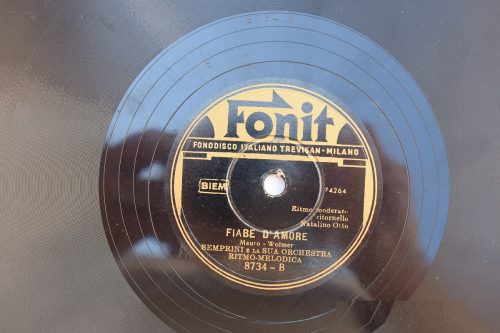 Fonit
FONODISCO ITALIANO TREVISAN·MILANO
BIEM
74264
Ritmo moderato
ritornello
Natalino Otto
FIABE D'AMORE
Mauro - Wolmer
SEMPRINI E LA SUA ORCHESTRA
RITMO-MELODICA
8734 - B